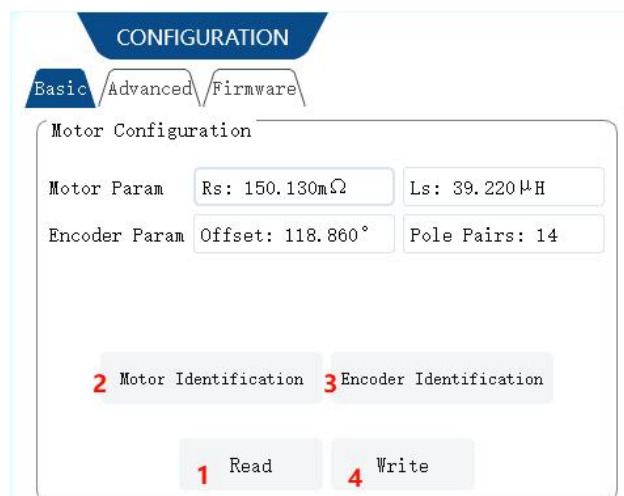 CONFIGURATION
Basic Advanced Firmware
Motor Configuration
Motor Param Rs: 150.130mΩ Ls: 39.220μH
Encoder Param Offset: 118.860° Pole Pairs: 14
2 Motor Identification 3 Encoder Identification
1 Read 4 Write